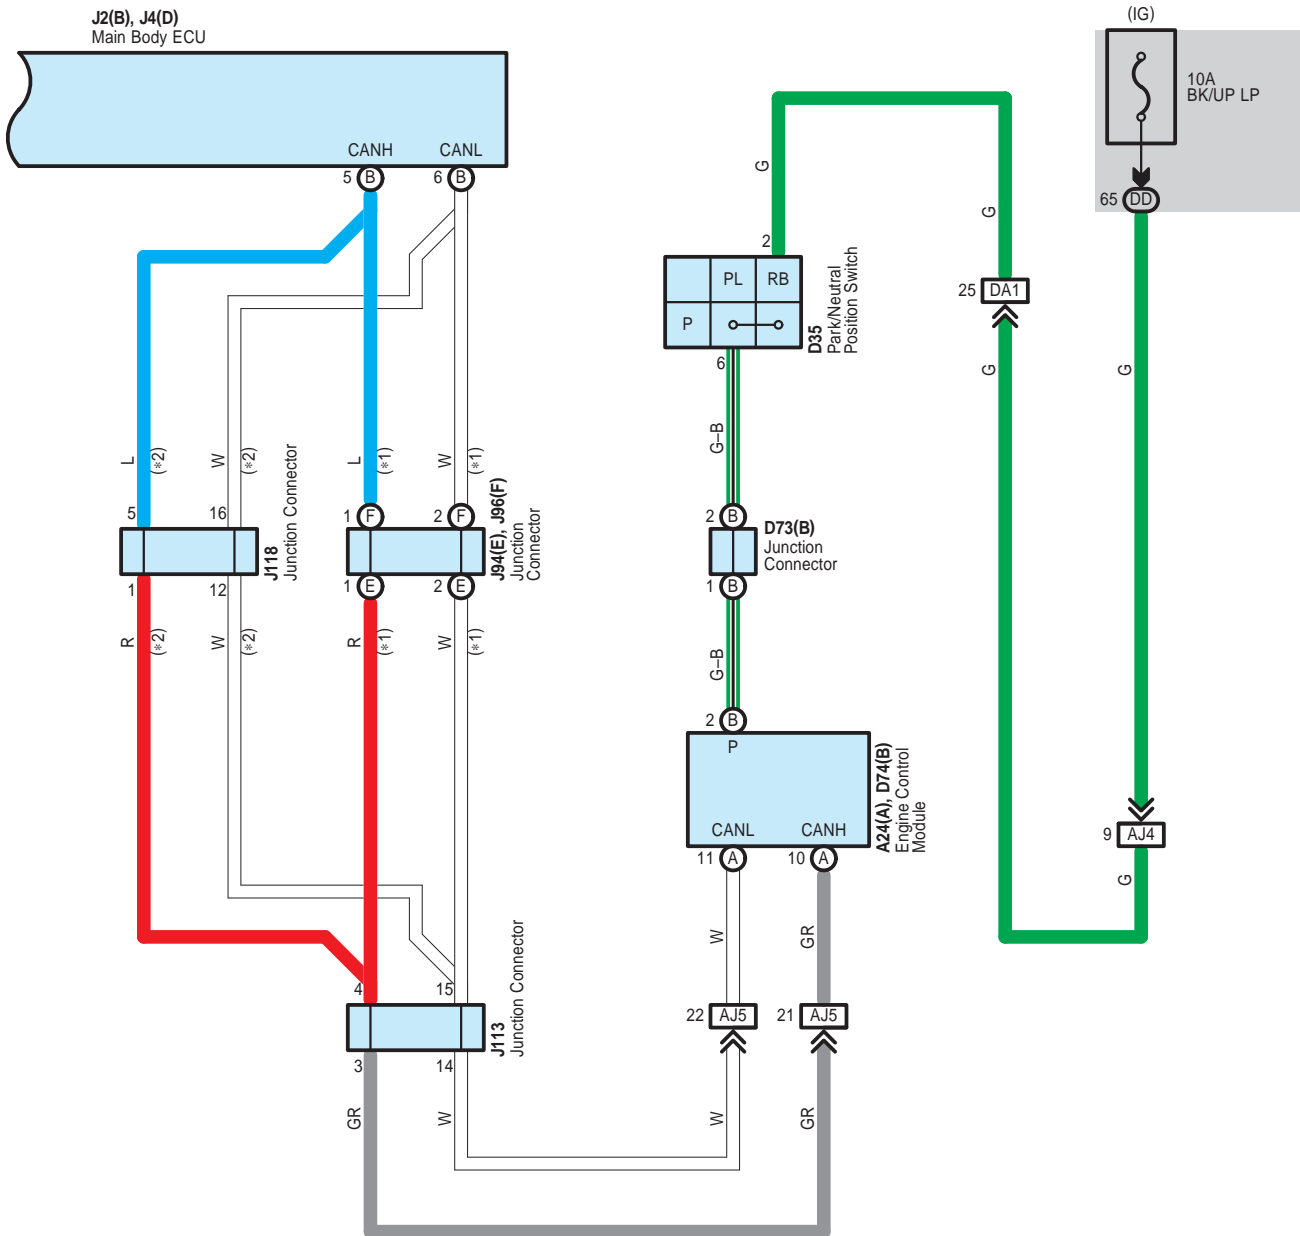 J2(B), J4(D)
Main Body ECU
CANH
CANL
5 B
6 B
(IG)
10A
BK/UP LP
65 DD
G
G
2
25 DA1
PL
RB
P
D35
Park/Neutral
Position Switch
6
G
G
G–B
L
(*2)
W
(*2)
L
(*1)
W
(*1)
5
16
J118
Junction Connector
1
12
1 F
2 F
J94(E), J96(F)
Junction
Connector
1 E
2 E
2 B
D73(B)
Junction
Connector
1 B
R
(*2)
W
(*2)
R
(*1)
W
(*1)
G–B
2 B
P
A24(A), D74(B)
Engine Control
Module
CANL
CANH
11 A
10 A
9 AJ4
G
W
GR
4
15
J113
Junction Connector
3
14
22 AJ5
21 AJ5
GR
W
W
GR